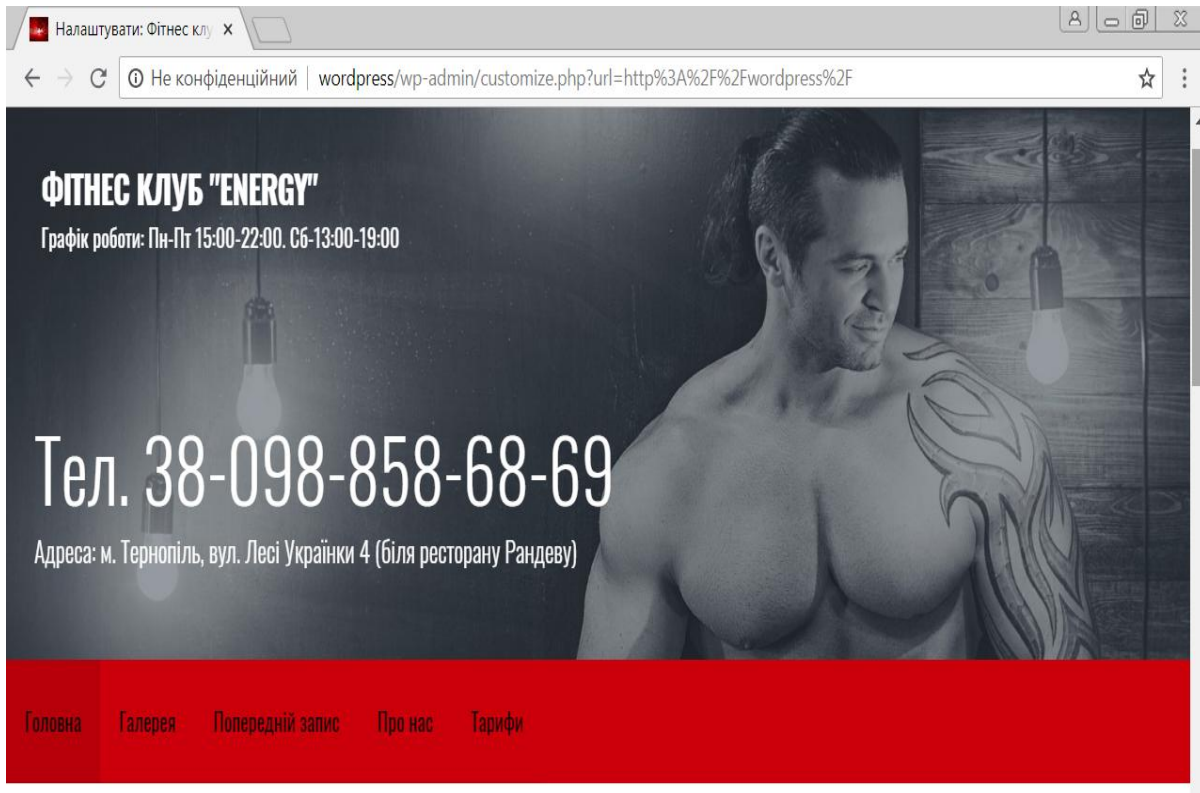 Налаштувати: Фітнес клу
Не конфіденційний | wordpress/wp-admin/customize.php?url=http%3A%2F%2Fwordpress%2F
ФІТНЕС КЛУБ "ENERGY"
Графік роботи: Пн-Пт 15:00-22:00. Сб-13:00-19:00
Тел. 38-098-858-68-69
Адреса: м. Тернопіль, вул. Лесі Українки 4 (біля ресторану Рандеву)
Головна Галерея Попередній запис Про нас Тарифи